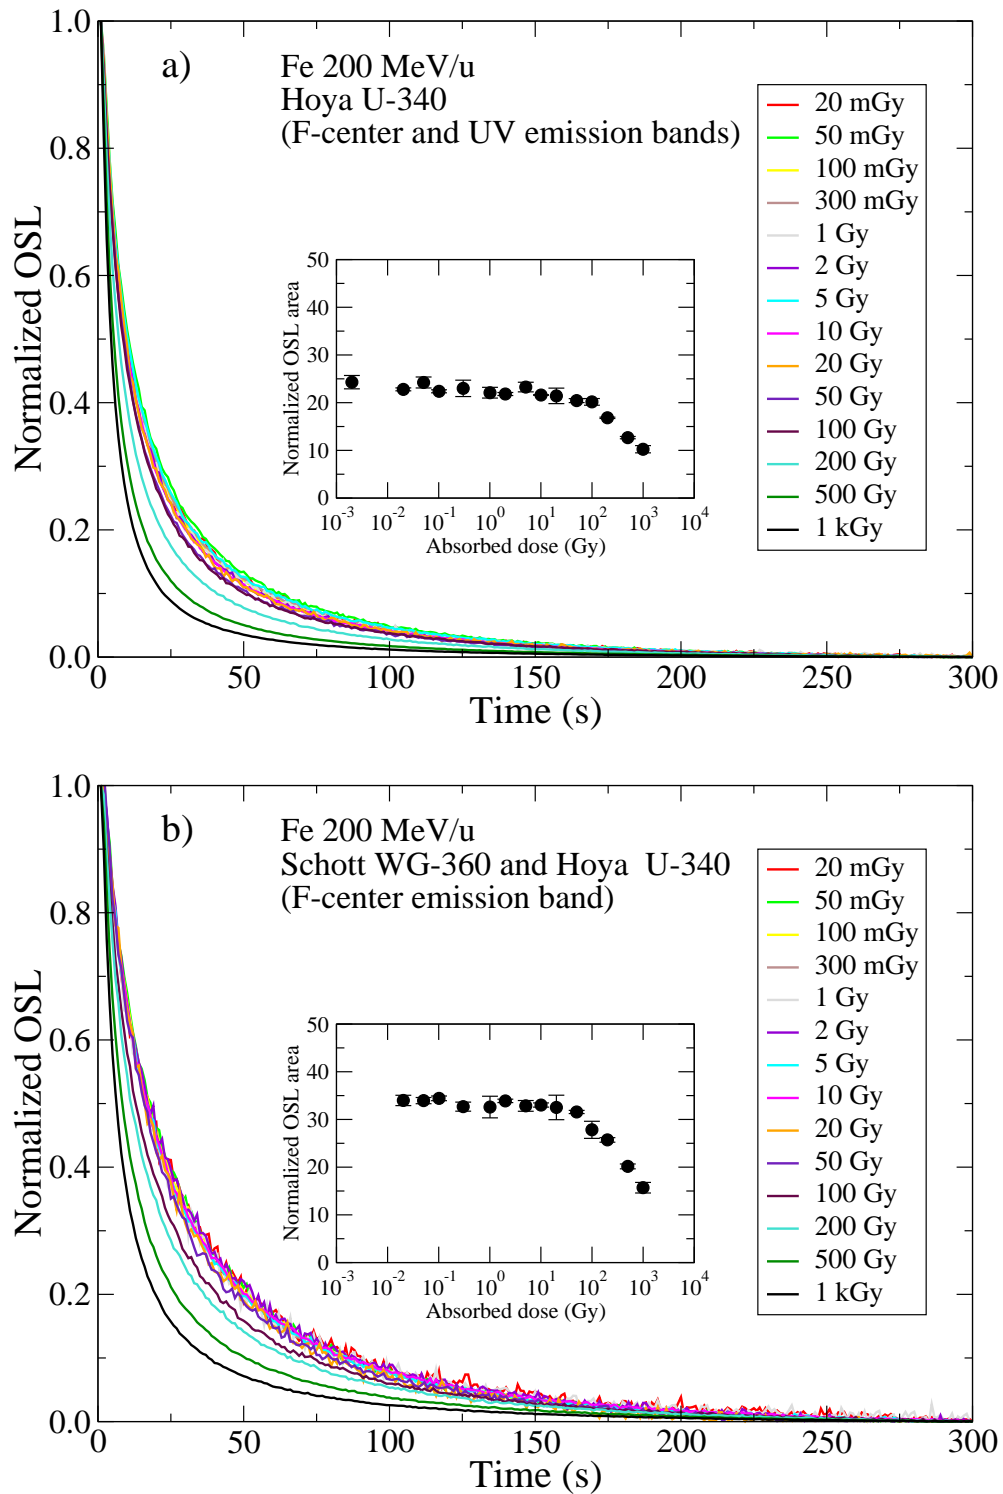 a)
Fe 200 MeV/u
Hoya U-340
(F-center and UV emission bands)
20 mGy
50 mGy
100 mGy
300 mGy
1 Gy
2 Gy
5 Gy
10 Gy
20 Gy
50 Gy
100 Gy
200 Gy
500 Gy
1 kGy
Normalized OSL
1.0
0.8
0.6
0.4
0.2
0.0
0 50 100 150 200 250 300
Time (s)
Normalized OSL area
50
40
30
20
10
0
10^-3 10^-2 10^-1 10^0 10^1 10^2 10^3 10^4
Absorbed dose (Gy)
b)
Fe 200 MeV/u
Schott WG-360 and Hoya U-340
(F-center emission band)
20 mGy
50 mGy
100 mGy
300 mGy
1 Gy
2 Gy
5 Gy
10 Gy
20 Gy
50 Gy
100 Gy
200 Gy
500 Gy
1 kGy
Normalized OSL
1.0
0.8
0.6
0.4
0.2
0.0
0 50 100 150 200 250 300
Time (s)
Normalized OSL area
50
40
30
20
10
0
10^-3 10^-2 10^-1 10^0 10^1 10^2 10^3 10^4
Absorbed dose (Gy)